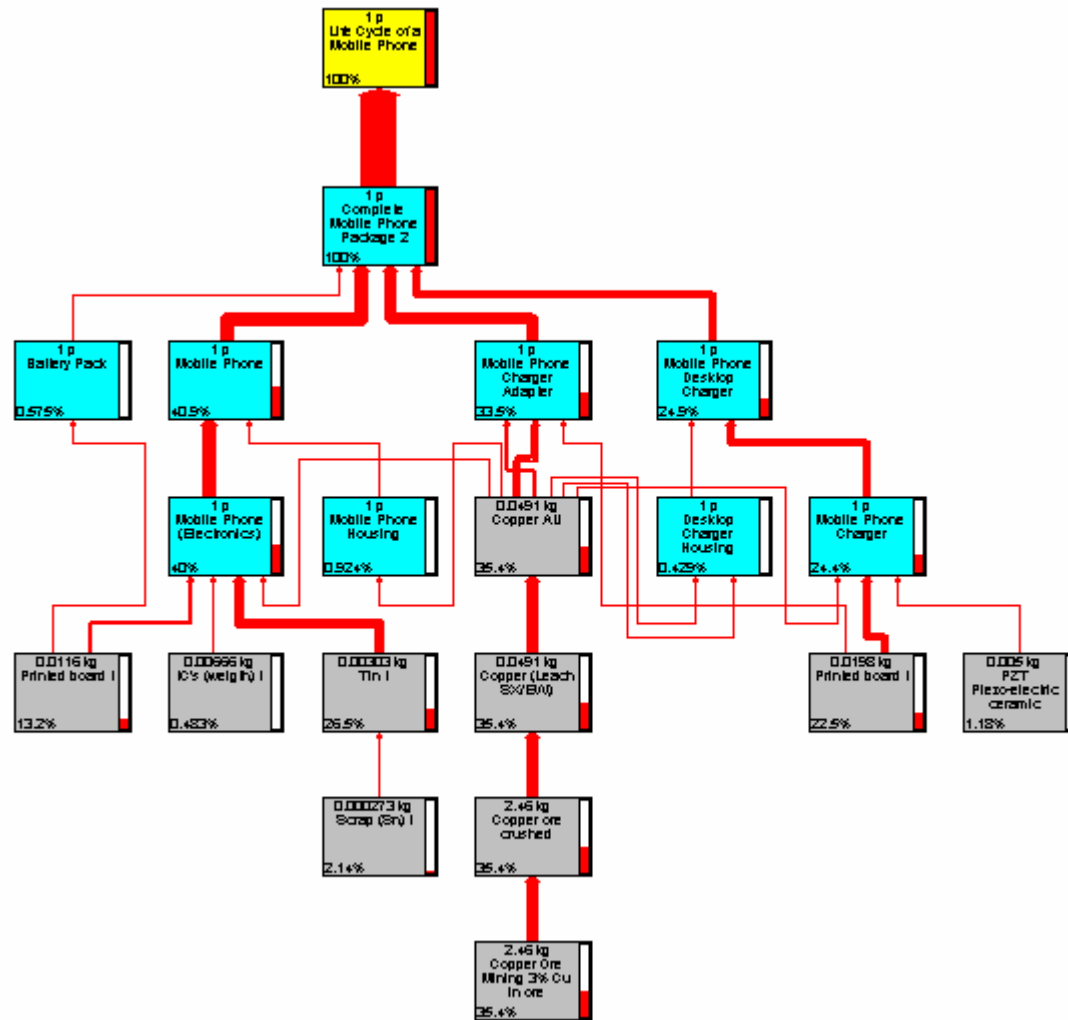 1 p
Life Cycle of a
Mobile Phone
100%
1 p
Complete
Mobile Phone
Package 2
100%
1 p
Battery Pack
0.575%
1 p
Mobile Phone
40.9%
1 p
Mobile Phone
Charger
Adapter
33.5%
1 p
Mobile Phone
Desktop
Charger
24.9%
1 p
Mobile Phone
(Electronics)
40%
1 p
Mobile Phone
Housing
0.924%
0.0491 kg
Copper AU
35.4%
1 p
Desktop
Charger
Housing
0.429%
1 p
Mobile Phone
Charger
24.4%
0.0116 kg
Printed board I
13.2%
0.00666 kg
IC's (weigth) I
0.483%
0.00303 kg
Tin I
26.5%
0.0491 kg
Copper (Leach
SX/EW)
35.4%
0.0198 kg
Printed board I
22.5%
0.005 kg
PZT
Piezo-electric
ceramic
1.18%
0.000273 kg
Scrap (Sn) I
2.14%
2.46 kg
Copper ore
crushed
35.4%
2.46 kg
Copper Ore
Mining 3% Cu
in ore
35.4%